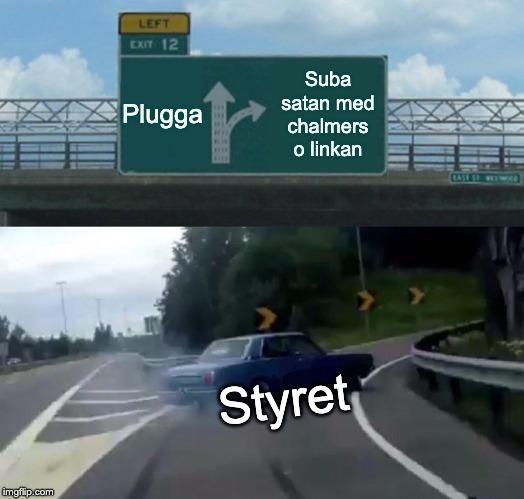 LEFT
EXIT 12
Plugga
Suba
satan med
chalmers
o linkan
Styret
imgflip.com